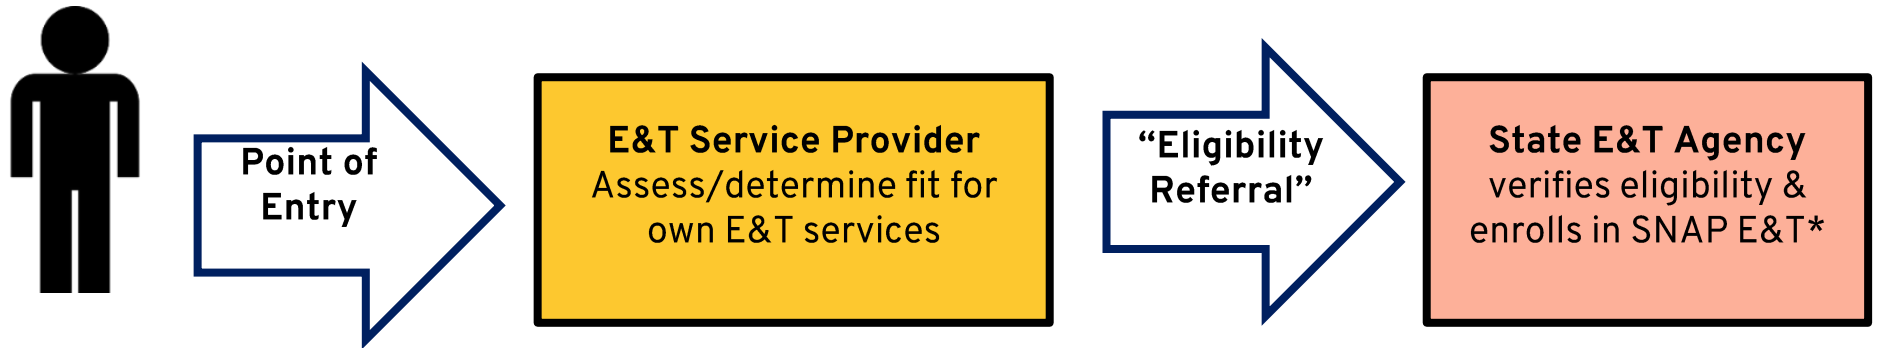 Point of
Entry
E&T Service Provider
Assess/determine fit for
own E&T services
“Eligibility
Referral”
State E&T Agency
verifies eligibility &
enrolls in SNAP E&T*